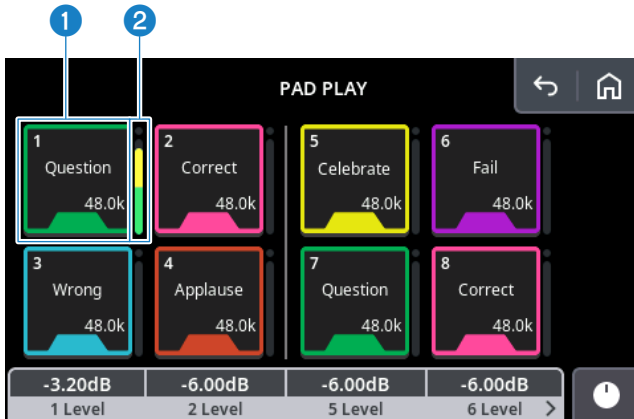 1 2
PAD PLAY
1
Question
48.0k
2
Correct
48.0k
5
Celebrate
48.0k
6
Fail
48.0k
3
Wrong
48.0k
4
Applause
48.0k
7
Question
48.0k
8
Correct
48.0k
-3.20dB -6.00dB -6.00dB -6.00dB
1 Level 2 Level 5 Level 6 Level >